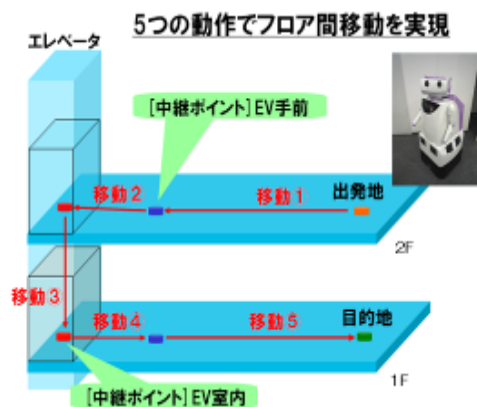 5つの動作でフロア間移動を実現
エレベータ
[中継ポイント]EV手前
移動2
移動1
出発地
2F
移動③
移動4
移動5
目的地
1F
[中継ポイント]EV室内